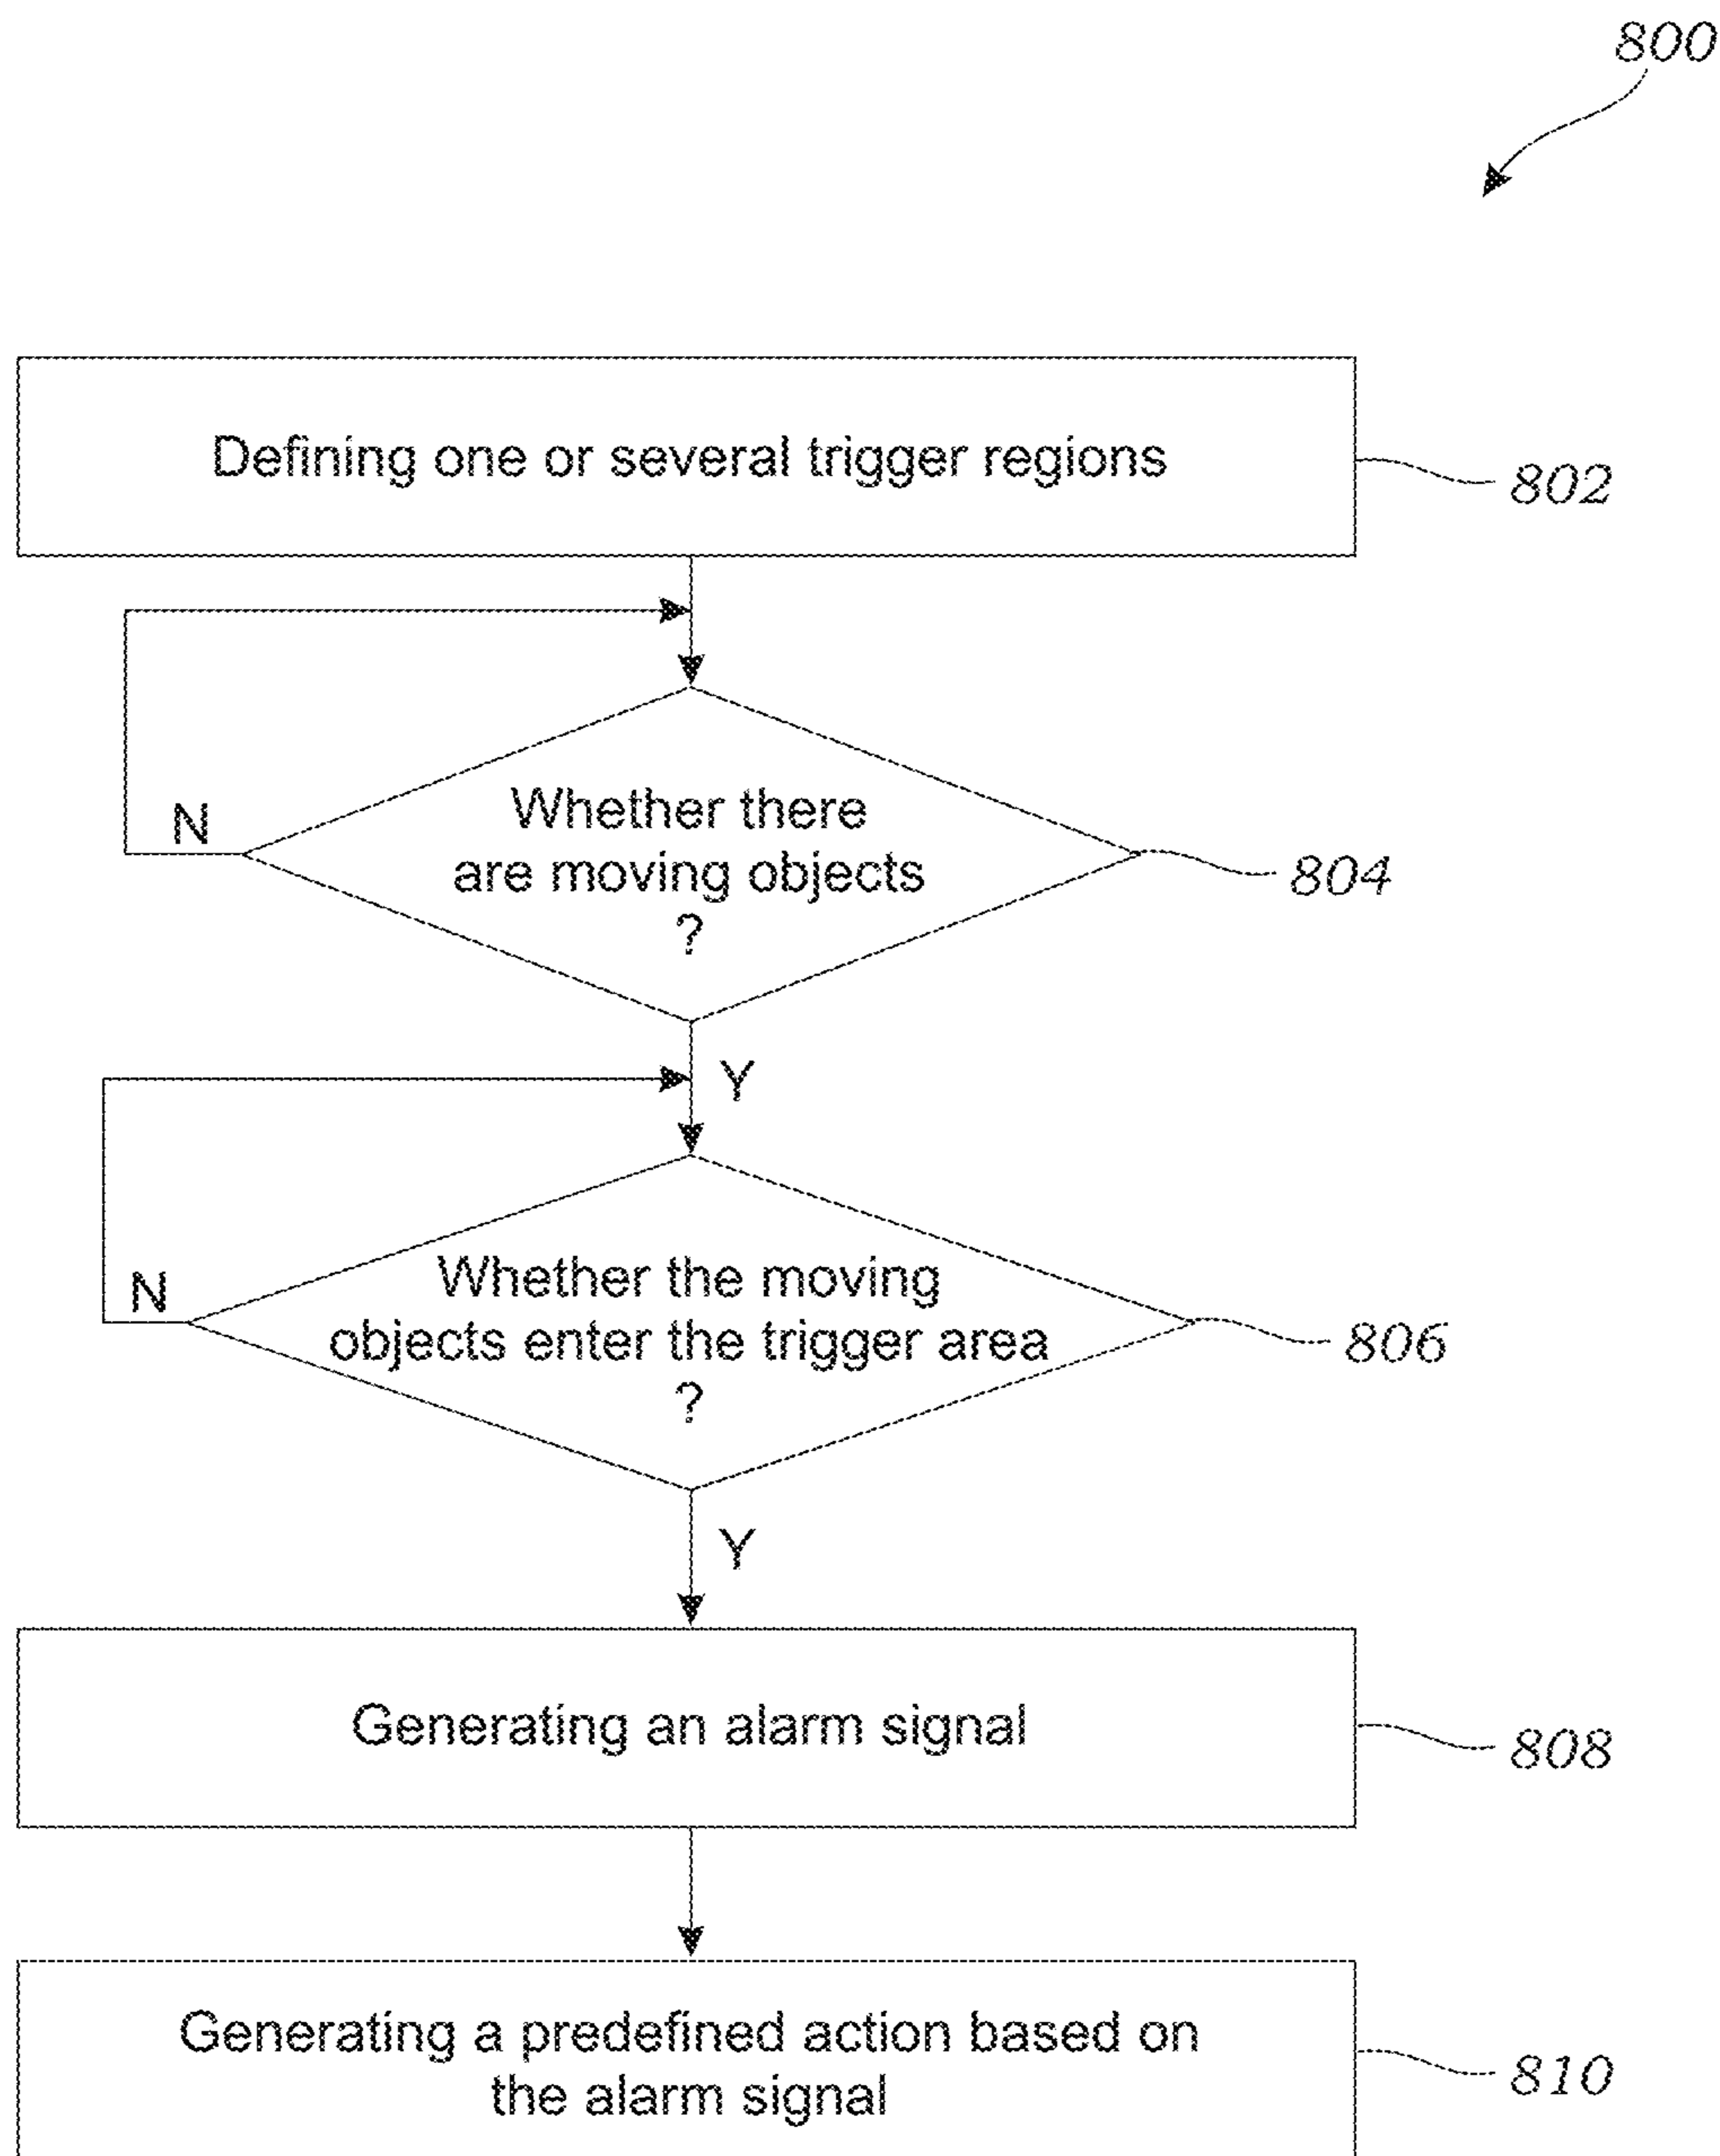 800
Defining one or several trigger regions
802
Whether there
are moving objects
?
N
804
Y
Whether the moving
objects enter the trigger area
?
N
806
Y
Generating an alarm signal
808
Generating a predefined action based on
the alarm signal
810